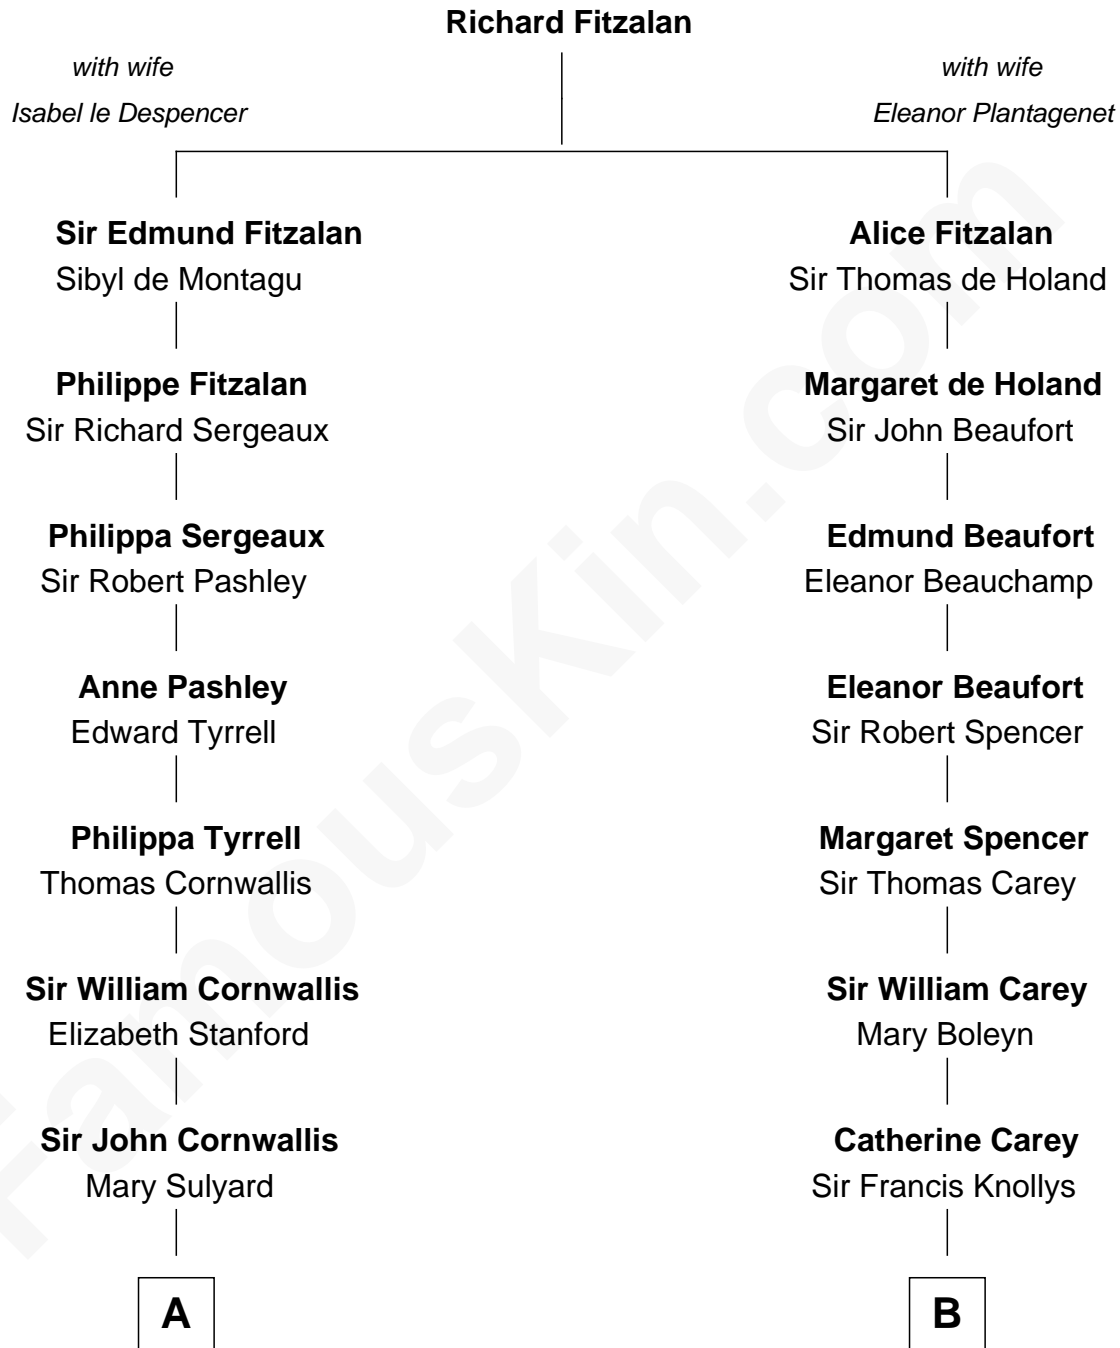 Richard Fitzalan
with wife
Isabel le Despencer
with wife
Eleanor Plantagenet
Sir Edmund Fitzalan
Sibyl de Montagu
Alice Fitzalan
Sir Thomas de Holand
Philippe Fitzalan
Sir Richard Sergeaux
Margaret de Holand
Sir John Beaufort
Philippa Sergeaux
Sir Robert Pashley
Edmund Beaufort
Eleanor Beauchamp
Anne Pashley
Edward Tyrrell
Eleanor Beaufort
Sir Robert Spencer
Philippa Tyrrell
Thomas Cornwallis
Margaret Spencer
Sir Thomas Carey
Sir William Cornwallis
Elizabeth Stanford
Sir William Carey
Mary Boleyn
Sir John Cornwallis
Mary Sulyard
Catherine Carey
Sir Francis Knollys
A
B
FamousKin.com